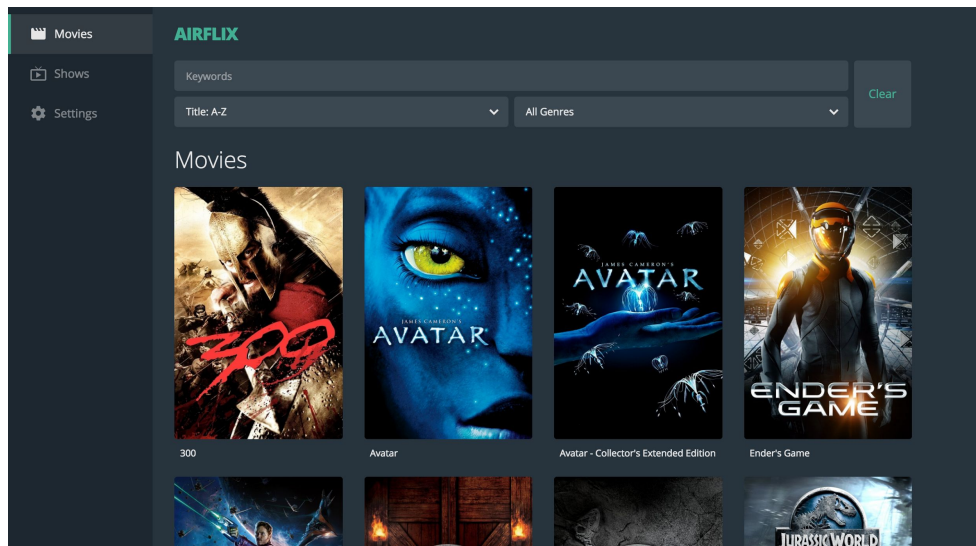 Movies
AIRFLIX
Shows
Settings
Keywords
Title: A-Z
All Genres
Clear
Movies
300
JAMES CAMERON'S
AVATAR
JAMES CAMERON'S
AVATAR
ENDER'S
GAME
300
Avatar
Avatar - Collector's Extended Edition
Ender's Game
JURASSIC WORLD